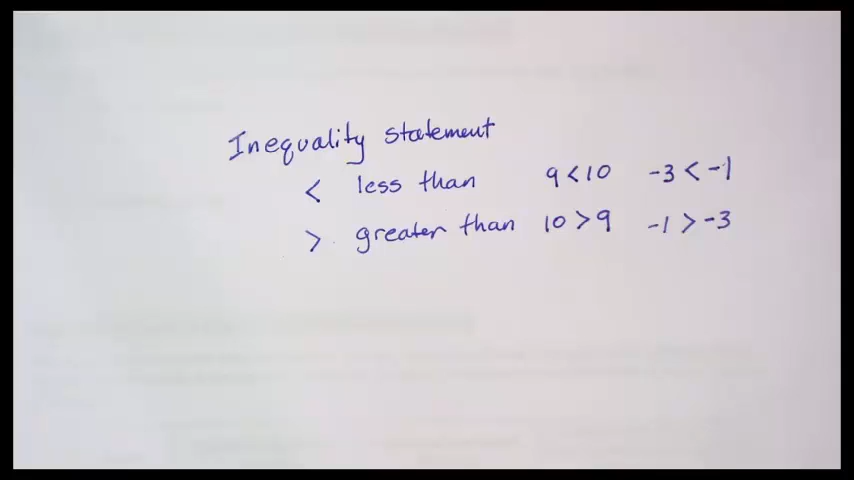 Inequality statement
< less than 9 < 10 -3 < -1
> greater than 10 > 9 -1 > -3